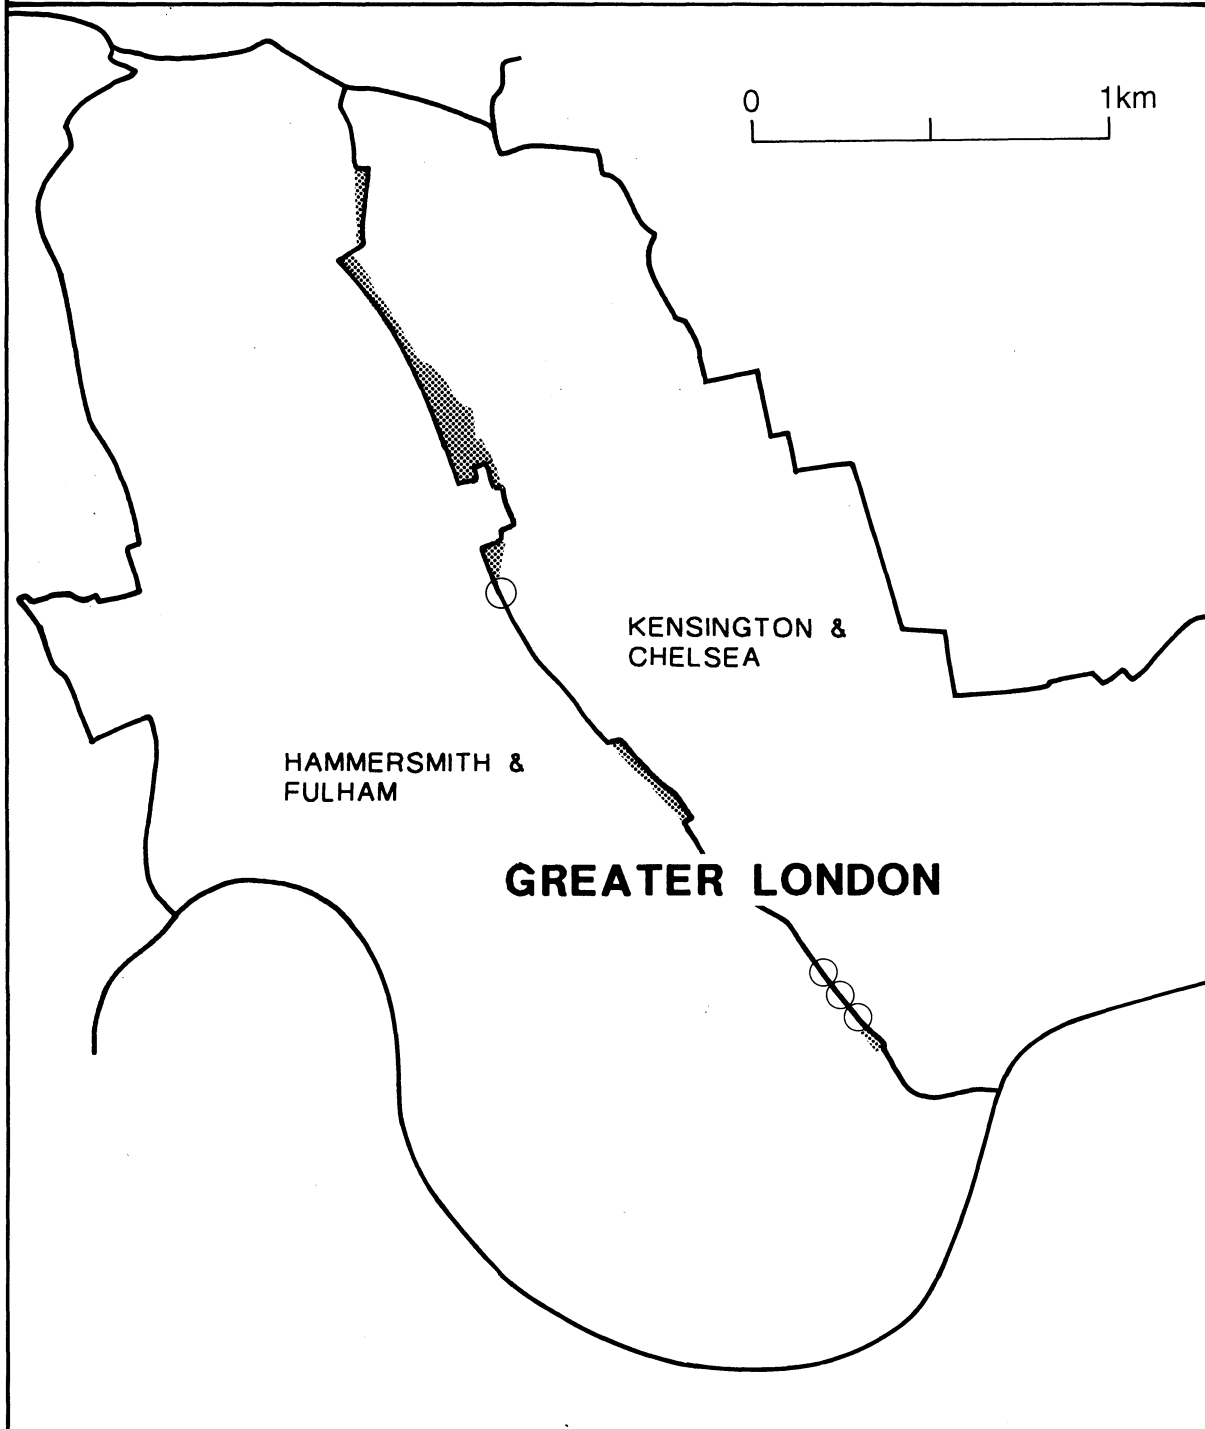 0 1km
KENSINGTON &
CHELSEA
HAMMERSMITH &
FULHAM
GREATER LONDON